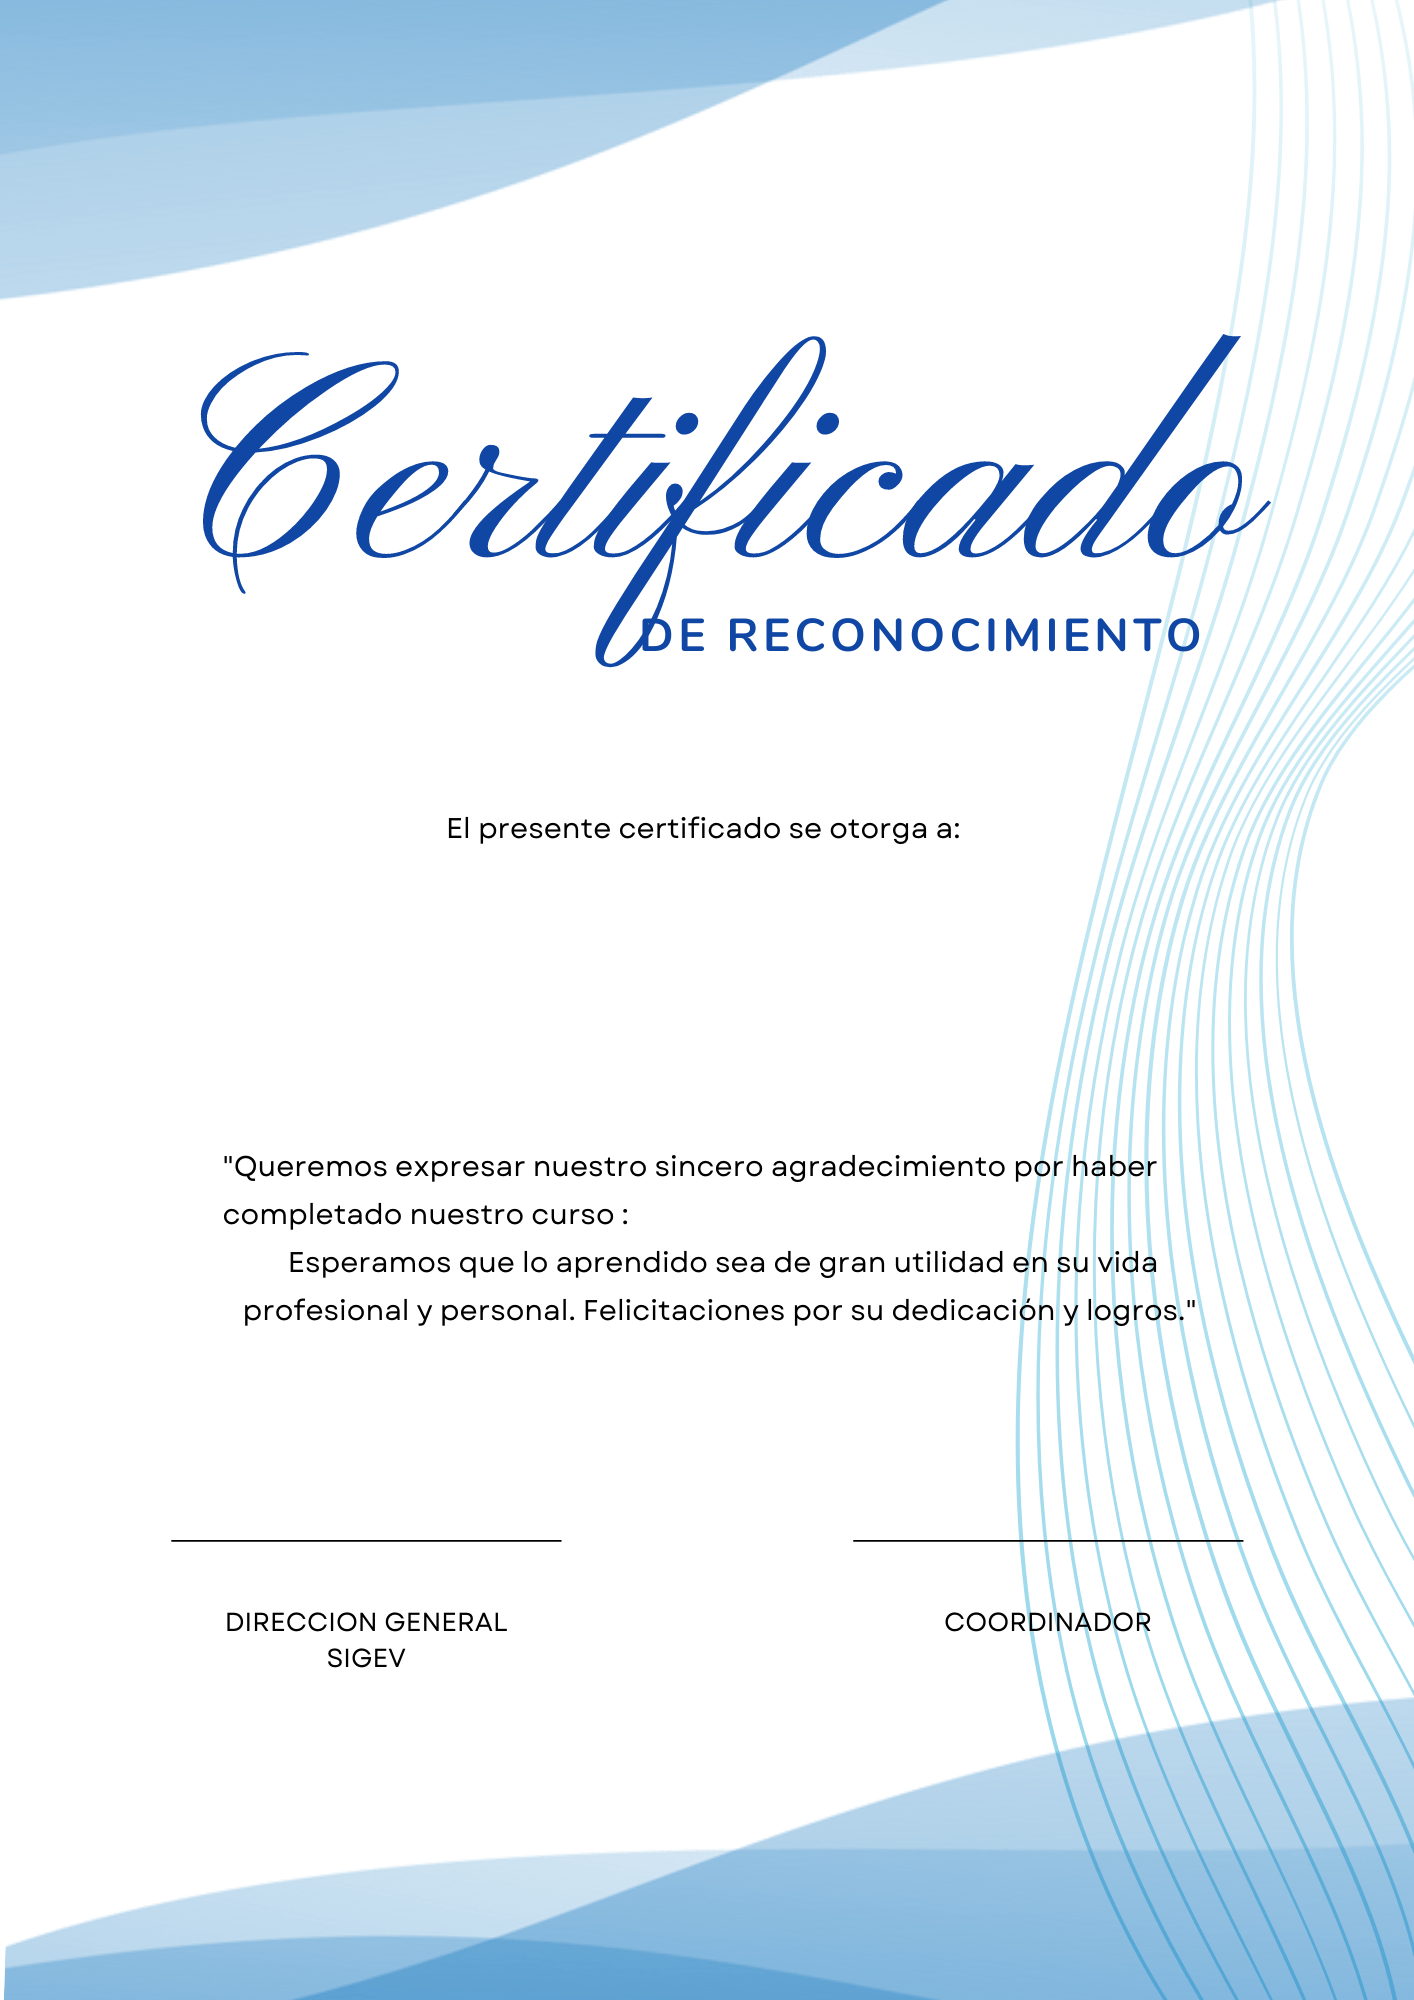 Certificado
DE RECONOCIMIENTO
El presente certificado se otorga a:
"Queremos expresar nuestro sincero agradecimiento por haber
completado nuestro curso :
Esperamos que lo aprendido sea de gran utilidad en su vida
profesional y personal. Felicitaciones por su dedicación y logros."
DIRECCION GENERAL
SIGEV
COORDINADOR